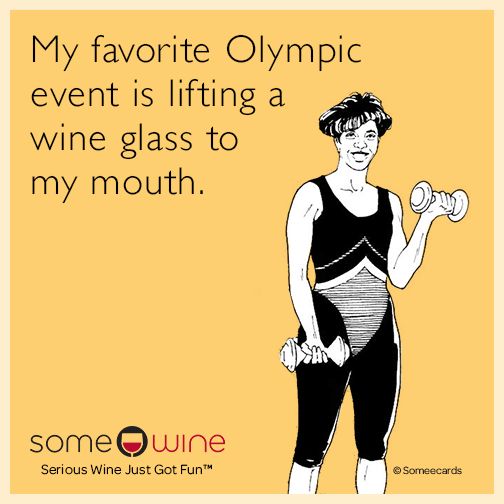 My favorite Olympic
event is lifting a
wine glass to
my mouth.
some wine
Serious Wine Just Got Fun™
© Someecards